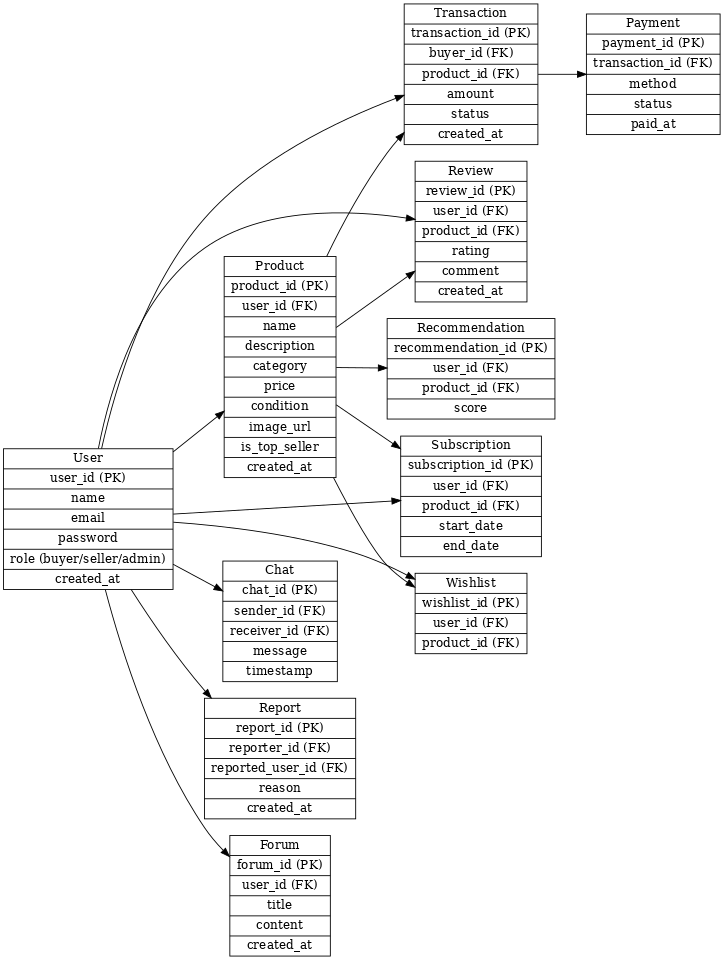 Transaction
transaction_id (PK)
buyer_id (FK)
product_id (FK)
amount
status
created_at
Payment
payment_id (PK)
transaction_id (FK)
method
status
paid_at
Review
review_id (PK)
user_id (FK)
product_id (FK)
rating
comment
created_at
Product
product_id (PK)
user_id (FK)
name
description
category
price
condition
image_url
is_top_seller
created_at
Recommendation
recommendation_id (PK)
user_id (FK)
product_id (FK)
score
Subscription
subscription_id (PK)
user_id (FK)
product_id (FK)
start_date
end_date
User
user_id (PK)
name
email
password
role (buyer/seller/admin)
created_at
Chat
chat_id (PK)
sender_id (FK)
receiver_id (FK)
message
timestamp
Wishlist
wishlist_id (PK)
user_id (FK)
product_id (FK)
Report
report_id (PK)
reporter_id (FK)
reported_user_id (FK)
reason
created_at
Forum
forum_id (PK)
user_id (FK)
title
content
created_at